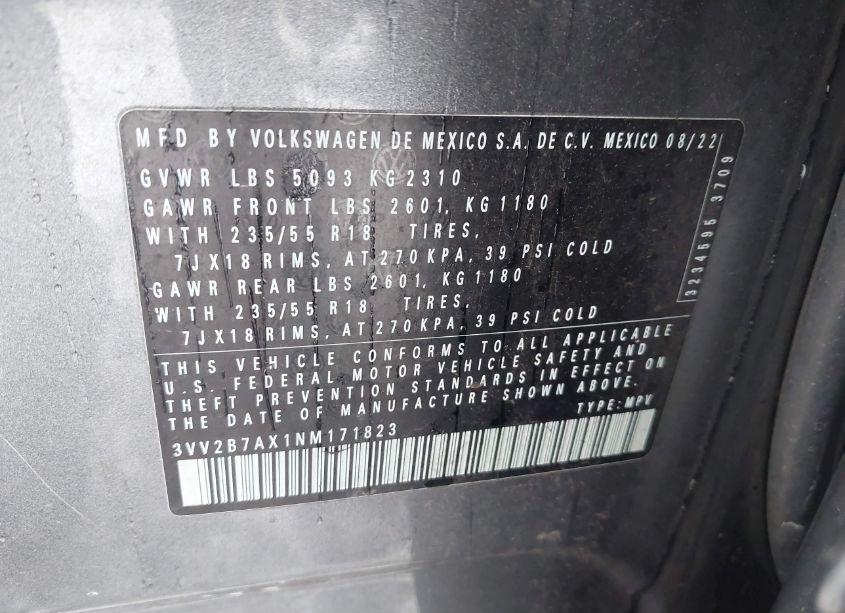 MFD BY VOLKSWAGEN DE MEXICO S.A. DE C.V. MEXICO 08/22
GVWR LBS 5093 KG 2310
GAWR FRONT LBS 2601, KG 1180
WITH 235/55 R18 TIRES,
7JX18 RIMS, AT 270 KPA, 39 PSI COLD
GAWR REAR LBS 2601, KG 1180
WITH 235/55 R18 TIRES,
7JX18 RIMS, AT 270 KPA, 39 PSI COLD
THIS VEHICLE CONFORMS TO ALL APPLICABLE
U.S. FEDERAL MOTOR VEHICLE SAFETY AND
THEFT PREVENTION STANDARDS IN EFFECT ON
THE DATE OF MANUFACTURE SHOWN ABOVE.
TYPE: MPV
3VV2B7AX1NM171823
3234595 3709